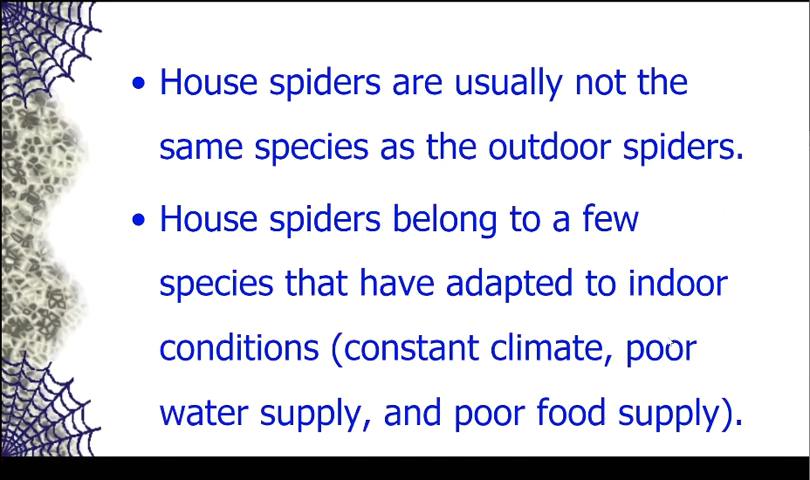 • House spiders are usually not the
same species as the outdoor spiders.
• House spiders belong to a few
species that have adapted to indoor
conditions (constant climate, poor
water supply, and poor food supply).